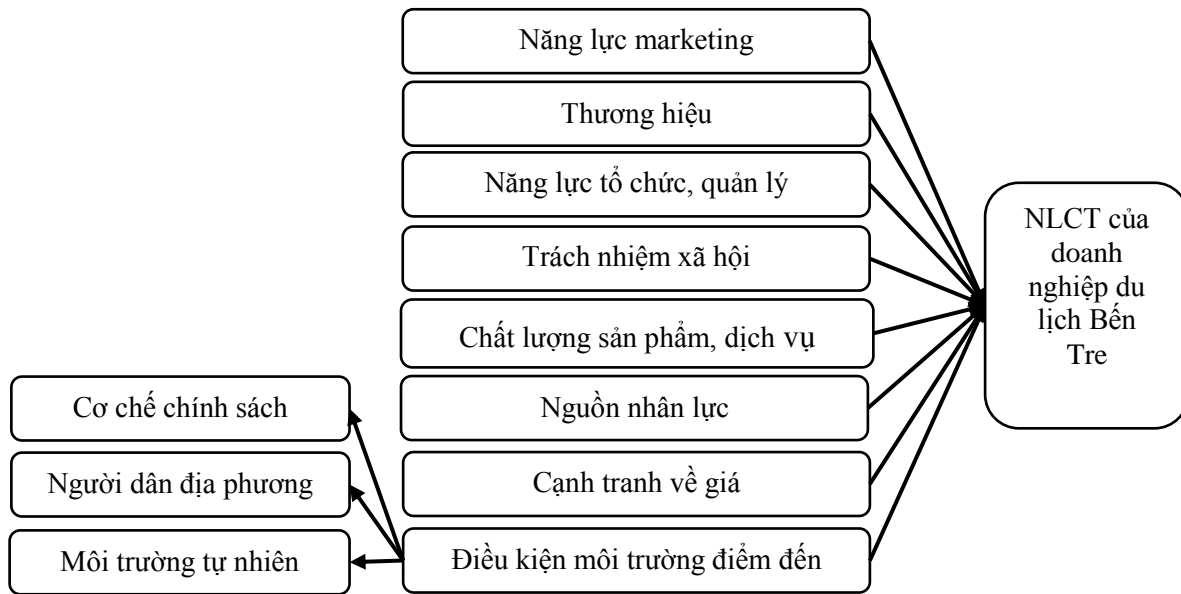 Năng lực marketing
Thương hiệu
Năng lực tổ chức, quản lý
Trách nhiệm xã hội
Chất lượng sản phẩm, dịch vụ
Nguồn nhân lực
Cạnh tranh về giá
Điều kiện môi trường điểm đến
Cơ chế chính sách
Người dân địa phương
Môi trường tự nhiên
NLCT của
doanh
nghiệp du
lịch Bến
Tre